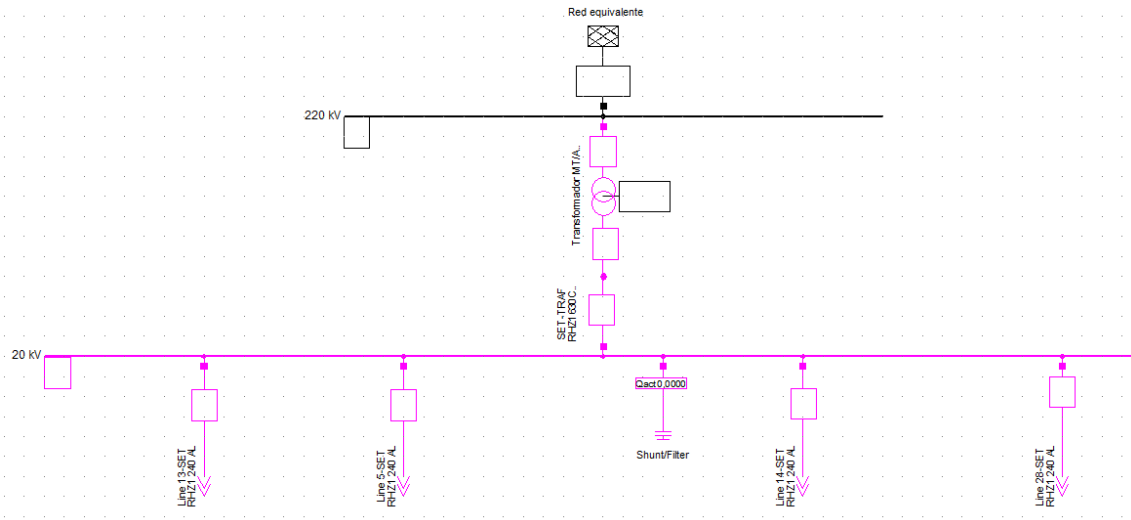 Red equivalente
220 kV
Transformador MT/A..
SET-TRAF
RHZ1 630 C..
20 kV
Line 13-SET
RHZ1 240 AL
Line 5-SET
RHZ1 240 AL
Qact 0,0000
Shunt/Filter
Line 14-SET
RHZ1 240 AL
Line 28-SET
RHZ1 240 AL